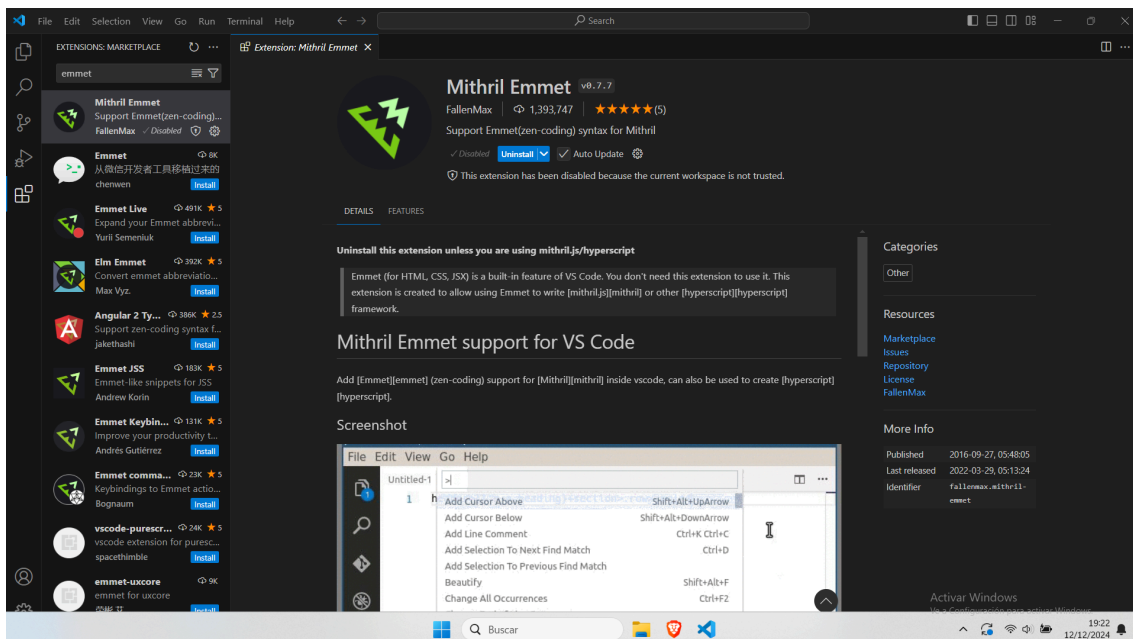 File Edit Selection View Go Run Terminal Help
Search
EXTENSIONS: MARKETPLACE
emmet
Mithril Emmet
Support Emmet(zen-coding)...
FallenMax ✓ Disabled
Emmet 8K
从微信开发者工具移植过来的
chenwen Install
Emmet Live 491K ★ 5
Expand your Emmet abbrevi...
Yurii Semeniuk Install
Elm Emmet 392K ★ 5
Convert emmet abbreviatio...
Max Vyz. Install
Angular 2 Ty... 386K ★ 2.5
Support zen-coding syntax f...
jakethashi Install
Emmet JSS 183K ★ 5
Emmet-like snippets for JSS
Andrew Korin Install
Emmet Keybin... 131K ★ 5
Improve your productivity t...
Andrés Gutiérrez Install
Emmet comma... 23K ★ 5
Keybindings to Emmet actio...
Bognaum Install
vscode-purescr... 24K ★ 5
vscode extension for puresc...
spacethimble Install
emmet-uxcore 9K
emmet for uxcore
Install
Extension: Mithril Emmet
Mithril Emmet v0.7.7
FallenMax 1,393,747 ★★★★★(5)
Support Emmet(zen-coding) syntax for Mithril
✓ Disabled Uninstall Auto Update
This extension has been disabled because the current workspace is not trusted.
DETAILS FEATURES
Uninstall this extension unless you are using mithril.js/hyperscript
Emmet (for HTML, CSS, JSX) is a built-in feature of VS Code. You don't need this extension to use it. This
extension is created to allow using Emmet to write [mithril.js][mithril] or other [hyperscript][hyperscript]
framework.
Mithril Emmet support for VS Code
Add [Emmet][emmet] (zen-coding) support for [Mithril][mithril] inside vscode, can also be used to create [hyperscript]
[hyperscript].
Screenshot
File Edit View Go Help
Untitled-1 >
1 h
Add Cursor Above Shift+Alt+UpArrow
Add Cursor Below Shift+Alt+DownArrow
Add Line Comment Ctrl+K Ctrl+C
Add Selection To Next Find Match Ctrl+D
Add Selection To Previous Find Match
Beautify Shift+Alt+F
Change All Occurrences Ctrl+F2
1
Categories
Other
Resources
Marketplace
Issues
Repository
License
FallenMax
More Info
Published 2016-09-27, 05:48:05
Last released 2022-03-29, 05:13:24
Identifier fallenmax.mithril-
emmet
Activar Windows
Ve a Configuración para activar Windows.
Buscar
19:22
12/12/2024